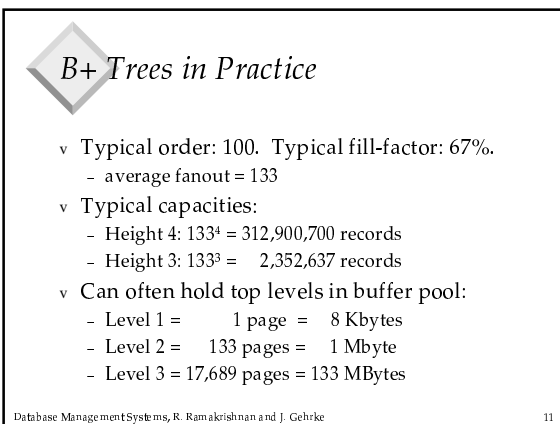 B+ Trees in Practice
v Typical order: 100. Typical fill-factor: 67%.
– average fanout = 133
v Typical capacities:
– Height 4: 133⁴ = 312,900,700 records
– Height 3: 133³ = 2,352,637 records
v Can often hold top levels in buffer pool:
– Level 1 = 1 page = 8 Kbytes
– Level 2 = 133 pages = 1 Mbyte
– Level 3 = 17,689 pages = 133 MBytes
Database Management Systems, R. Ramakrishnan and J. Gehrke 11